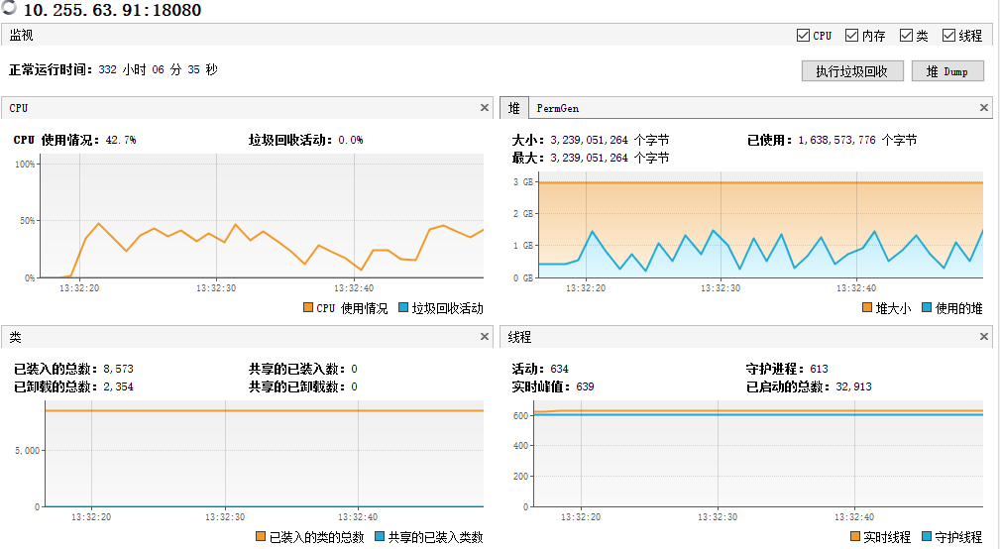 10.255.63.91:18080
监视
CPU 内存 类 线程
正常运行时间: 332 小时 06 分 35 秒
执行垃圾回收 堆 Dump
CPU
CPU 使用情况: 42.7% 垃圾回收活动: 0.0%
100%
50%
0%
13:32:20 13:32:30 13:32:40
CPU 使用情况 垃圾回收活动
堆 PermGen
大小: 3,239,051,264 个字节 已使用: 1,638,573,776 个字节
最大: 3,239,051,264 个字节
3 GB
2 GB
1 GB
0 GB
13:32:20 13:32:30 13:32:40
堆大小 使用的堆
类
已装入的总数: 8,573 共享的已装入数: 0
已卸载的总数: 2,354 共享的已卸载数: 0
5,000
0
13:32:20 13:32:30 13:32:40
已装入的类的总数 共享的已装入类数
线程
活动: 634 守护进程: 613
实时峰值: 639 已启动的总数: 32,913
600
400
200
0
13:32:20 13:32:30 13:32:40
实时线程 守护线程